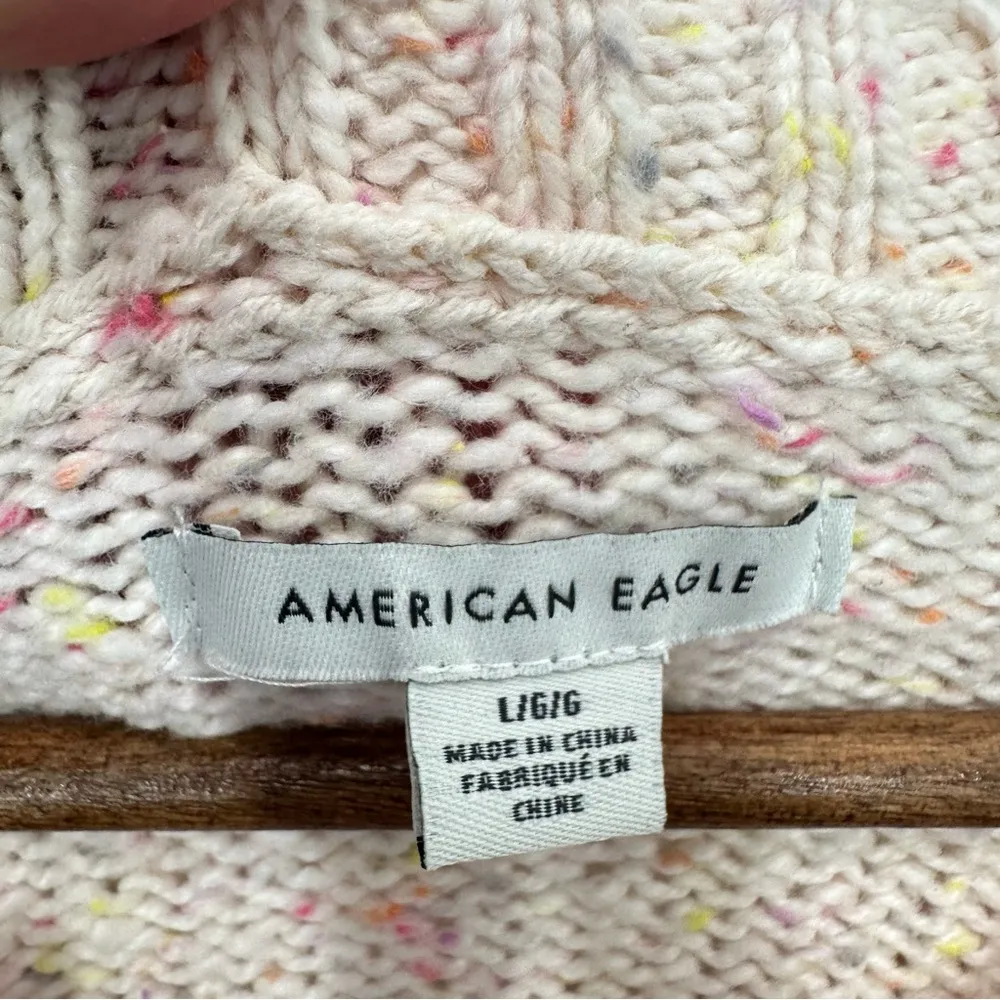 AMERICAN EAGLE
L/G/G
MADE IN CHINA
FABRIQUÉ EN
CHINE